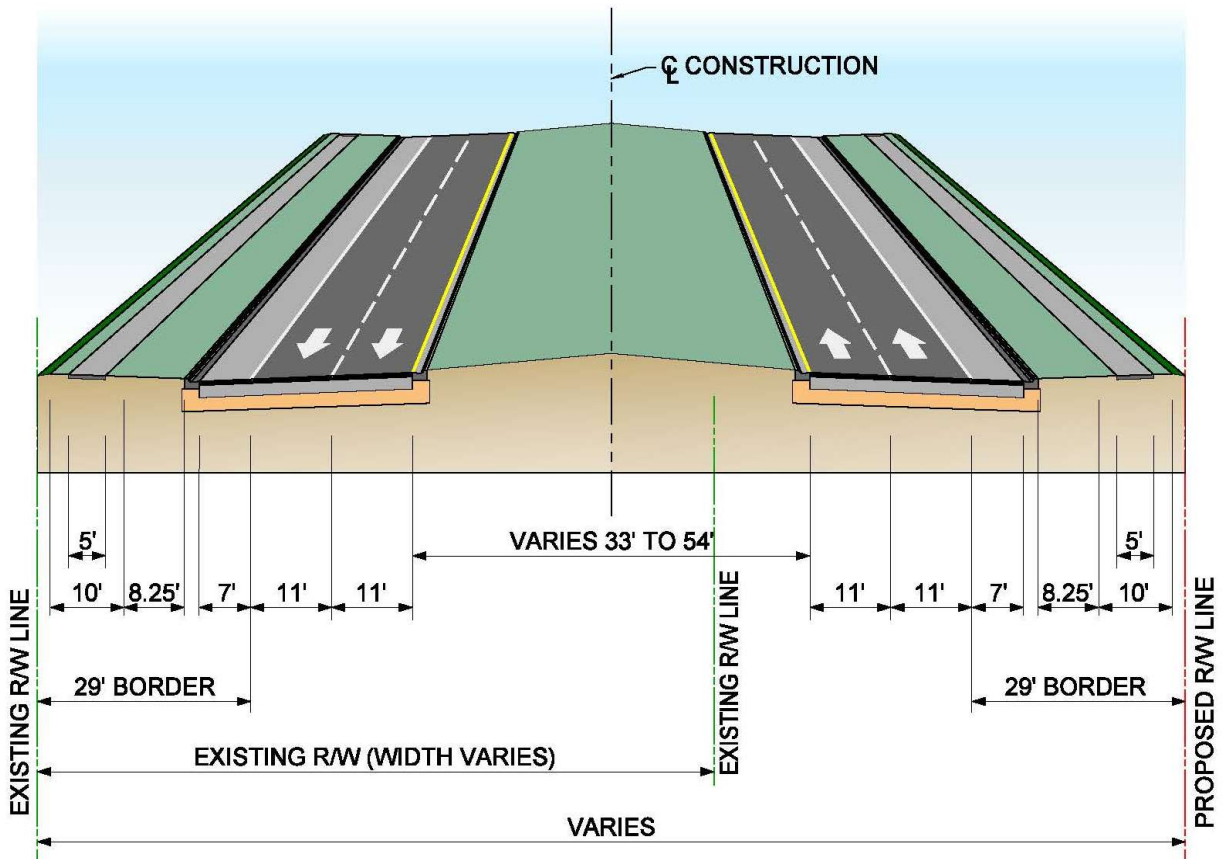 ℄ CONSTRUCTION
5'
VARIES 33' TO 54'
5'
10'
8.25'
7'
11'
11'
11'
11'
7'
8.25'
10'
29' BORDER
29' BORDER
EXISTING R/W (WIDTH VARIES)
VARIES
EXISTING R/W LINE
EXISTING R/W LINE
PROPOSED R/W LINE